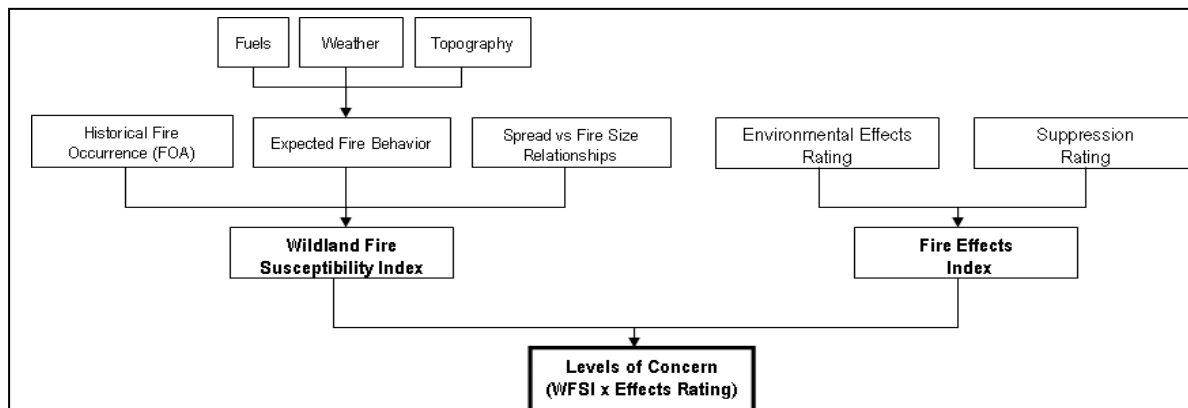 Fuels
Weather
Topography
Historical Fire
Occurrence (FOA)
Expected Fire Behavior
Spread vs Fire Size
Relationships
Environmental Effects
Rating
Suppression
Rating
Wildland Fire
Susceptibility Index
Fire Effects
Index
Levels of Concern
(WFSI x Effects Rating)